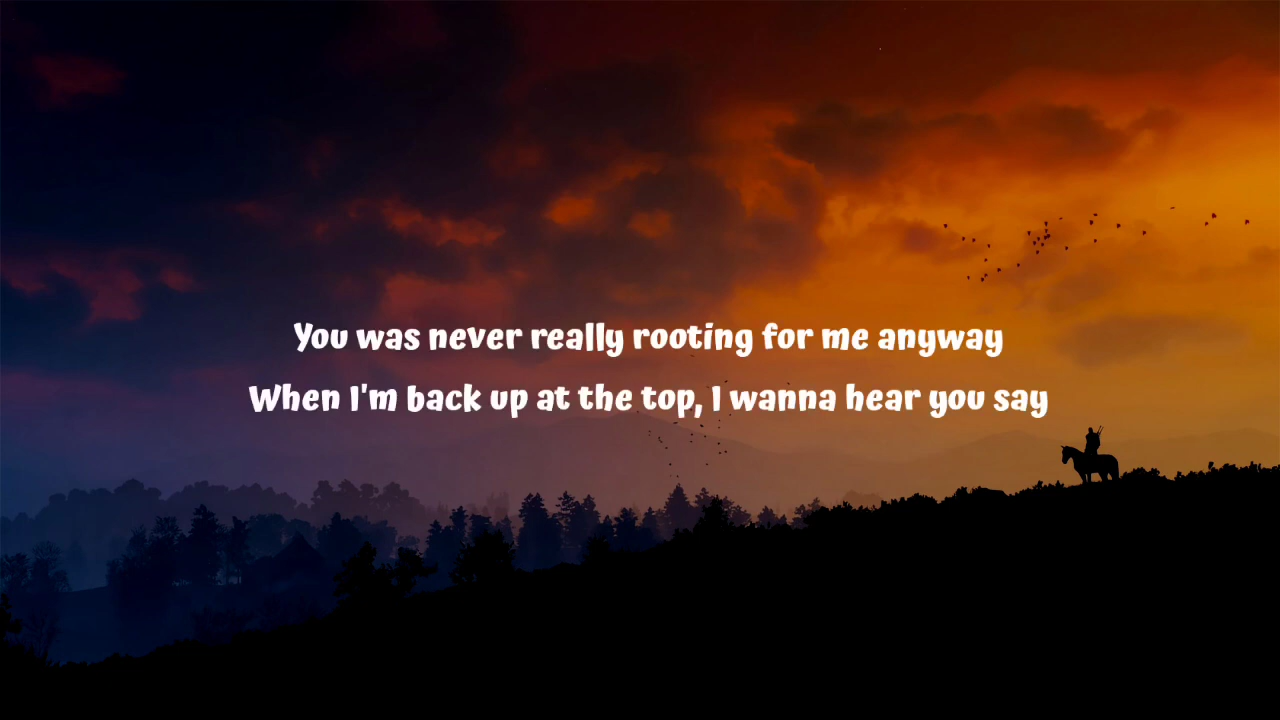 You was never really rooting for me anyway
When I'm back up at the top, I wanna hear you say